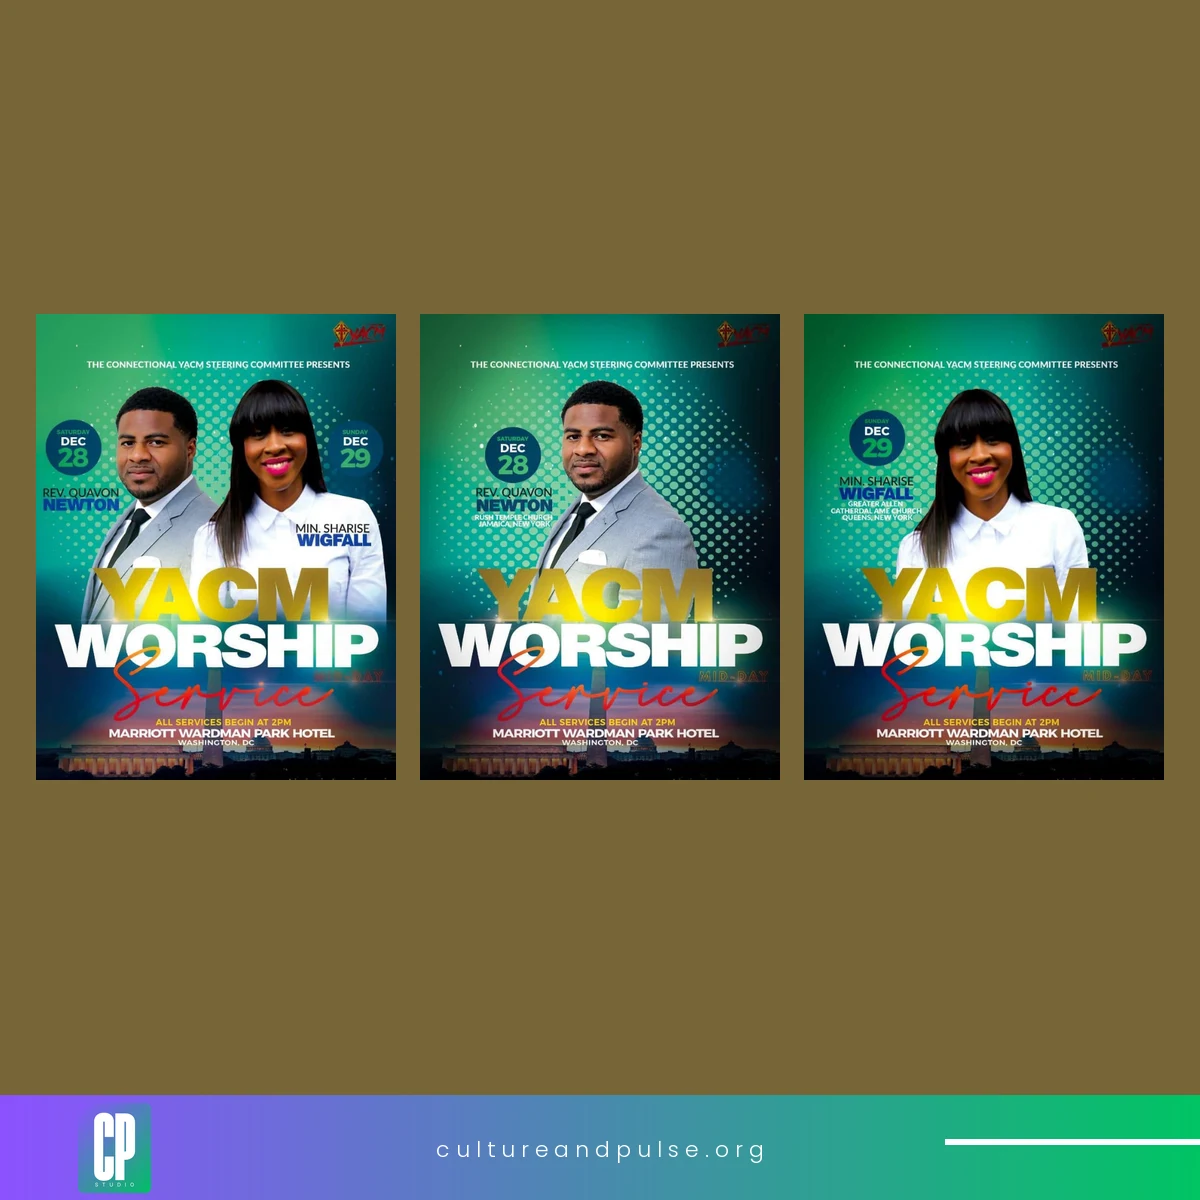 YACM
THE CONNECTIONAL YACM STEERING COMMITTEE PRESENTS
SATURDAY
DEC
28
REV. QUAVON
NEWTON
SUNDAY
DEC
29
MIN. SHARISE
WIGFALL
YACM
WORSHIP
MID-DAY
Service
ALL SERVICES BEGIN AT 2PM
MARRIOTT WARDMAN PARK HOTEL
WASHINGTON, DC
YACM
THE CONNECTIONAL YACM STEERING COMMITTEE PRESENTS
SATURDAY
DEC
28
REV. QUAVON
NEWTON
RUSH TEMPLE CHURCH
JAMAICA, NEW YORK
YACM
WORSHIP
MID-DAY
Service
ALL SERVICES BEGIN AT 2PM
MARRIOTT WARDMAN PARK HOTEL
WASHINGTON, DC
YACM
THE CONNECTIONAL YACM STEERING COMMITTEE PRESENTS
SUNDAY
DEC
29
MIN. SHARISE
WIGFALL
GREATER ALLEN
CATHERDAL AME CHURCH
QUEENS, NEW YORK
YACM
WORSHIP
MID-DAY
Service
ALL SERVICES BEGIN AT 2PM
MARRIOTT WARDMAN PARK HOTEL
WASHINGTON, DC
CP
STUDIO
cultureandpulse.org